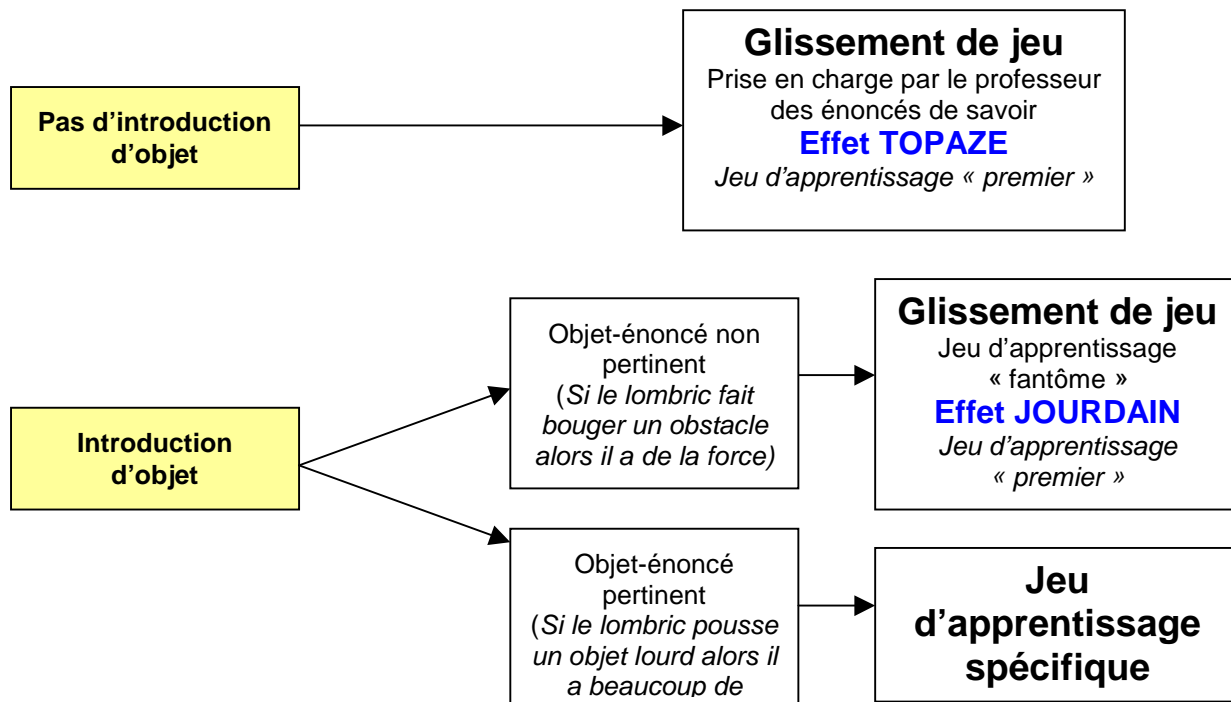 Glissement de jeu
Prise en charge par le professeur
des énoncés de savoir
Effet TOPAZE
Jeu d'apprentissage « premier »
Pas d'introduction
d'objet
Objet-énoncé non
pertinent
(Si le lombric fait
bouger un obstacle
alors il a de la force)
Glissement de jeu
Jeu d'apprentissage
« fantôme »
Effet JOURDAIN
Jeu d'apprentissage
« premier »
Introduction
d'objet
Objet-énoncé
pertinent
(Si le lombric pousse
un objet lourd alors il
a beaucoup de
Jeu
d'apprentissage
spécifique